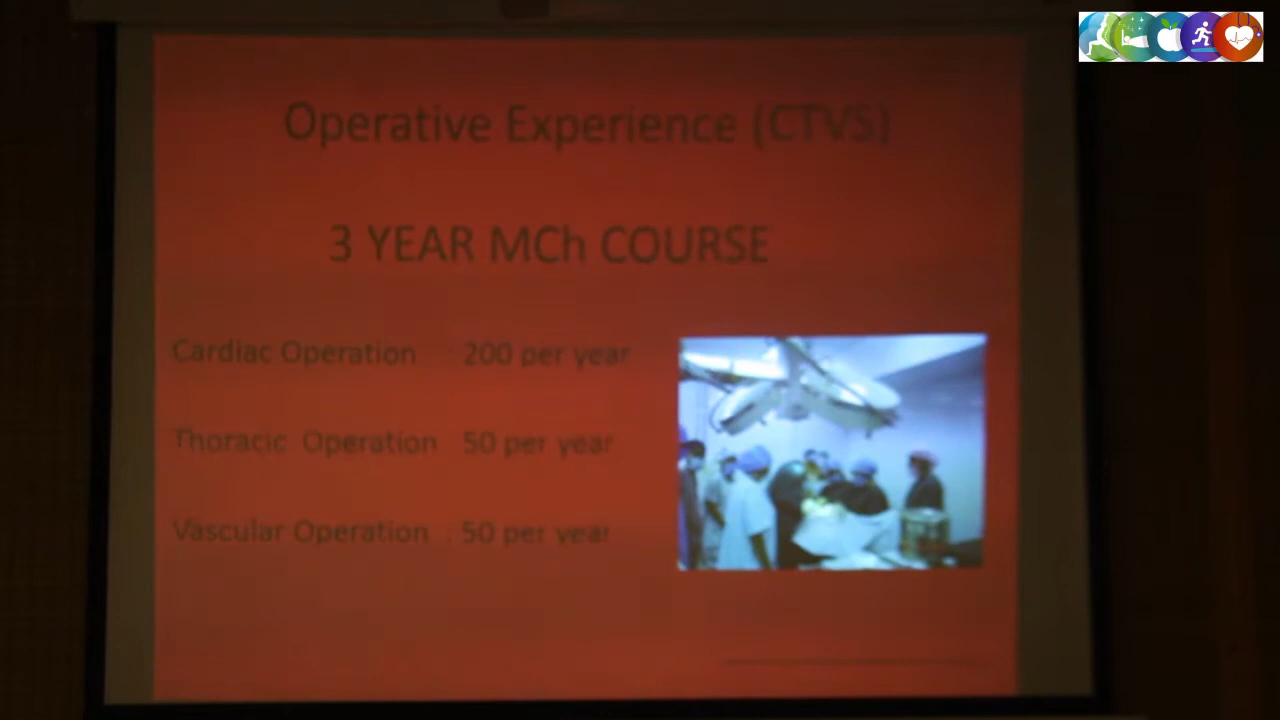 Operative Experience (CTVS)
3 YEAR MCh COURSE
Cardiac Operation : 200 per year
Thoracic Operation 50 per year
Vascular Operation : 50 per year